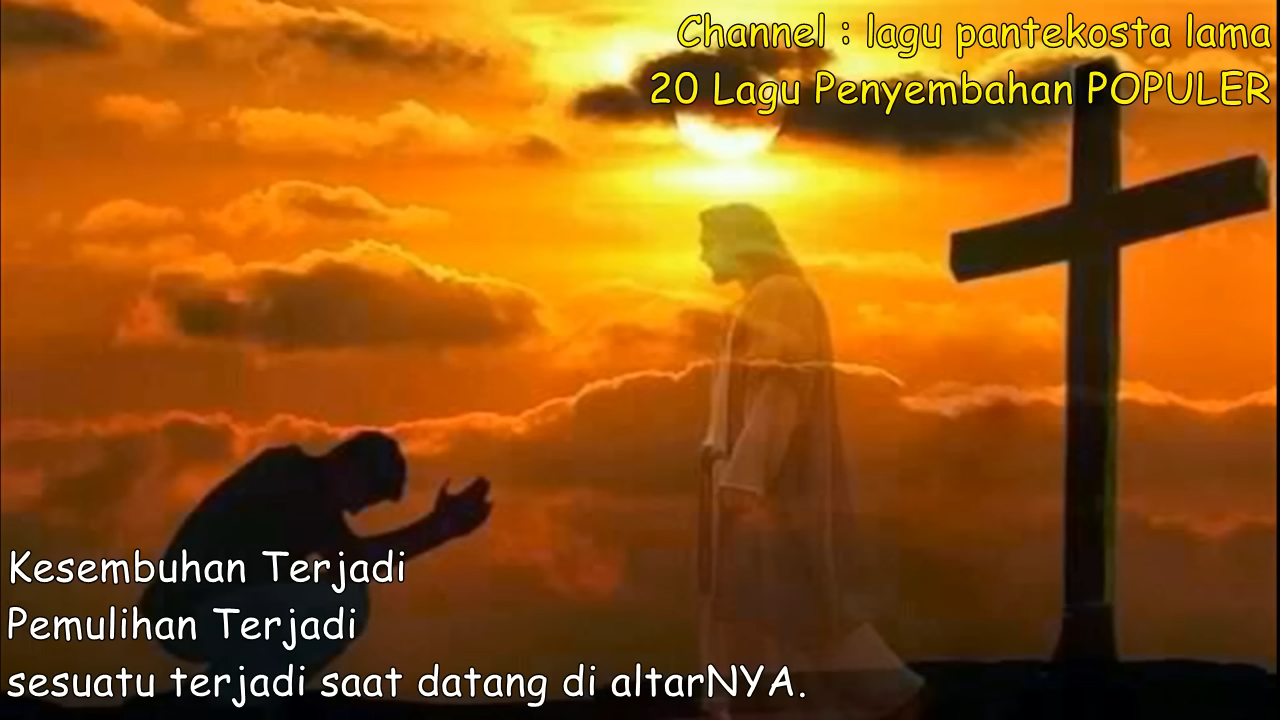 Channel : lagu pantekosta lama
20 Lagu Penyembahan POPULER
Kesembuhan Terjadi
Pemulihan Terjadi
sesuatu terjadi saat datang di altarNYA.